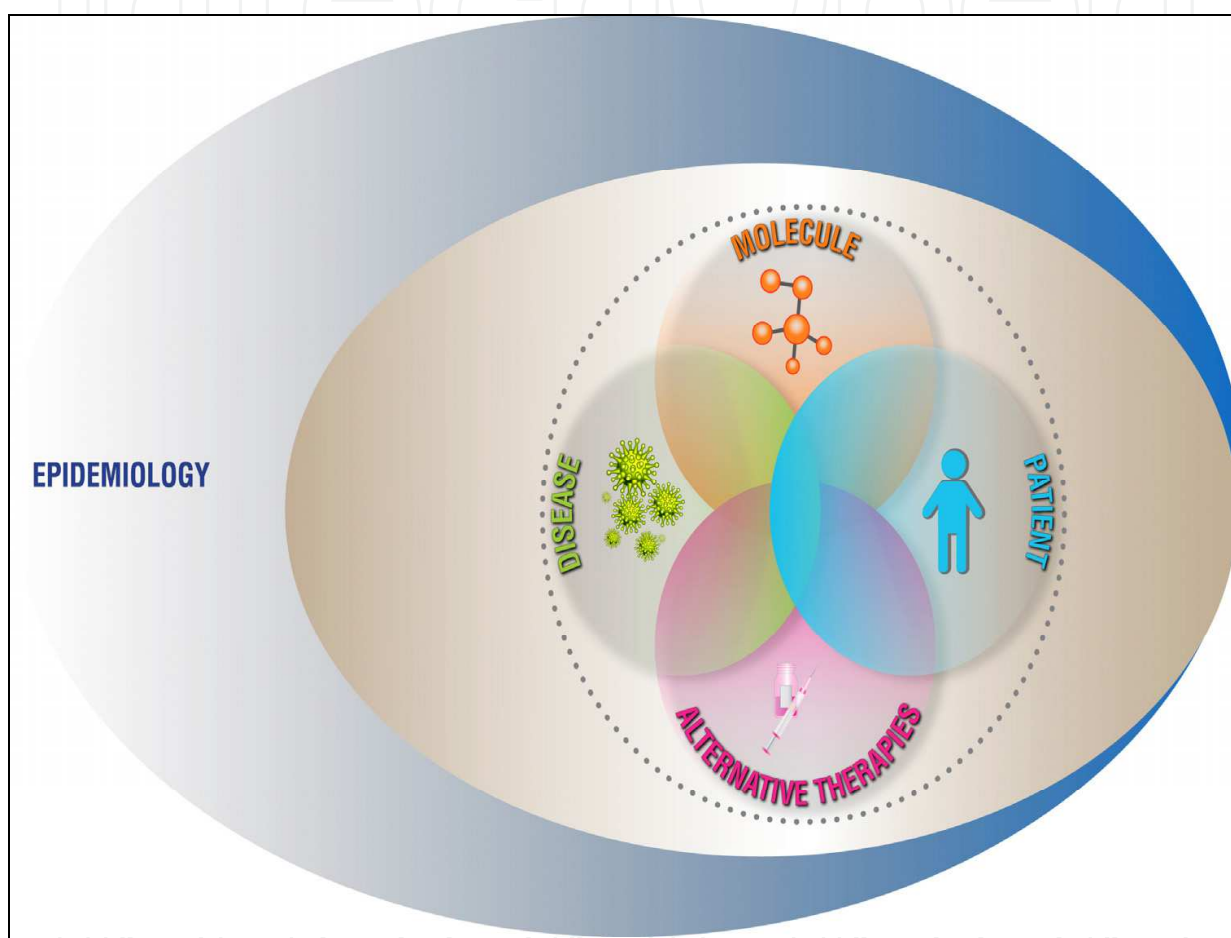 MOLECULE
EPIDEMIOLOGY
DISEASE
PATIENT
ALTERNATIVE THERAPIES